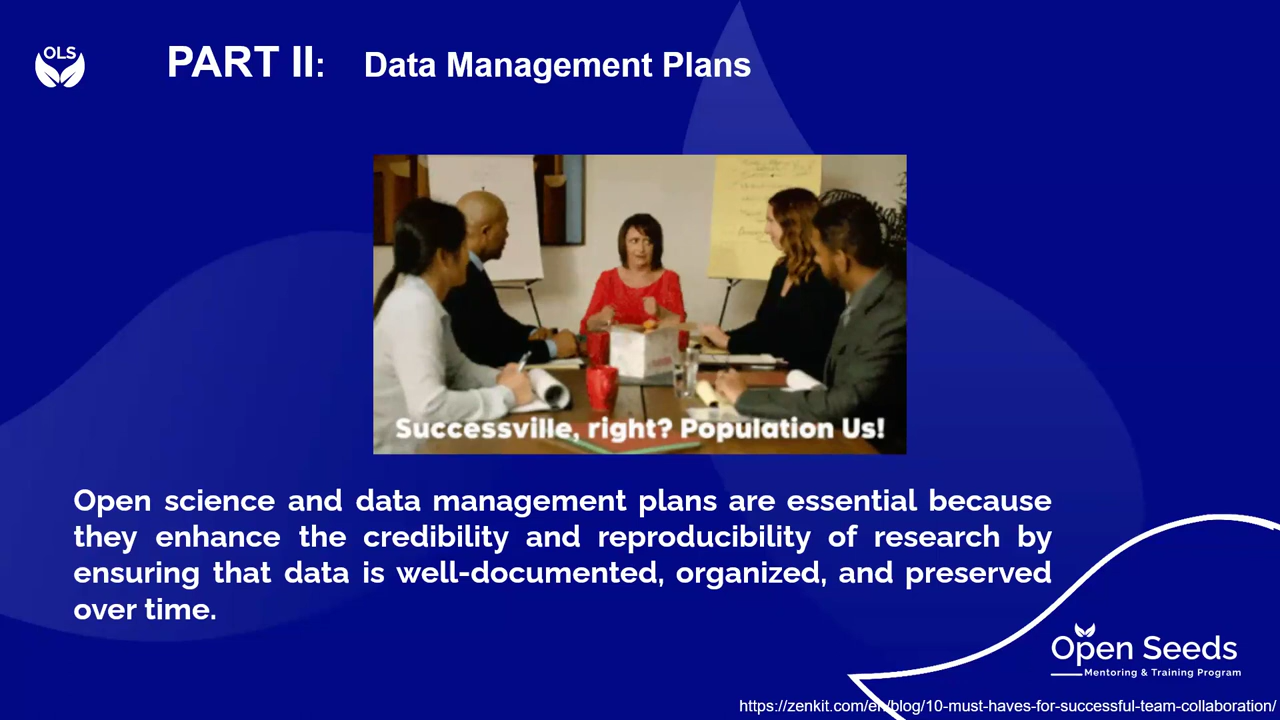 OLS
PART II: Data Management Plans
Successville, right? Population Us!
Open science and data management plans are essential because
they enhance the credibility and reproducibility of research by
ensuring that data is well-documented, organized, and preserved
over time.
Open Seeds
Mentoring & Training Program
https://zenkit.com/en/blog/10-must-haves-for-successful-team-collaboration/